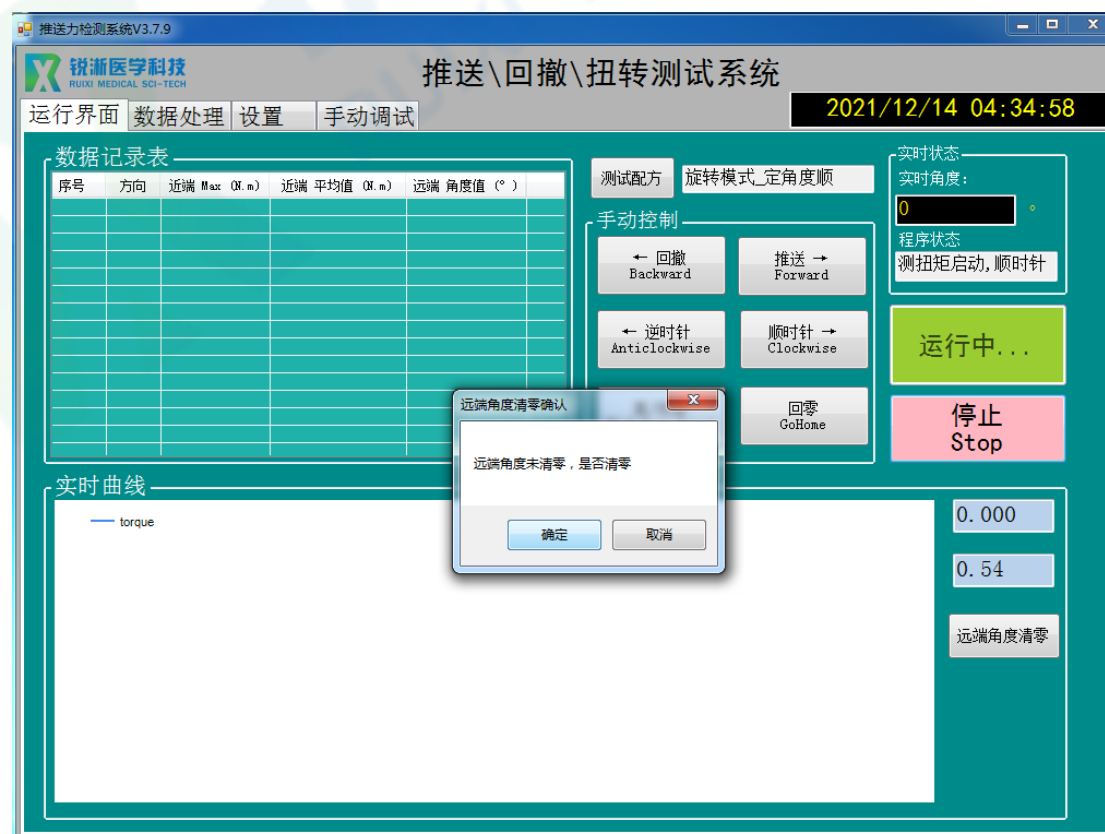 推送力检测系统V3.7.9
锐浙医学科技
RUIXI MEDICAL SCI-TECH
推送\回撤\扭转测试系统
运行界面 数据处理 设置 手动调试
2021/12/14 04:34:58
数据记录表
序号 方向 近端 Max (N.m) 近端 平均值 (N.m) 远端 角度值 (°)
测试配方 旋转模式_定角度顺
手动控制
← 回撤
Backward
推送 →
Forward
← 逆时针
Anticlockwise
顺时针 →
Clockwise
回零
GoHome
实时状态
实时角度:
0 °
程序状态
测扭矩启动,顺时针
运行中...
停止
Stop
远端角度清零确认
远端角度未清零，是否清零
确定 取消
实时曲线
torque
0.000
0.54
远端角度清零